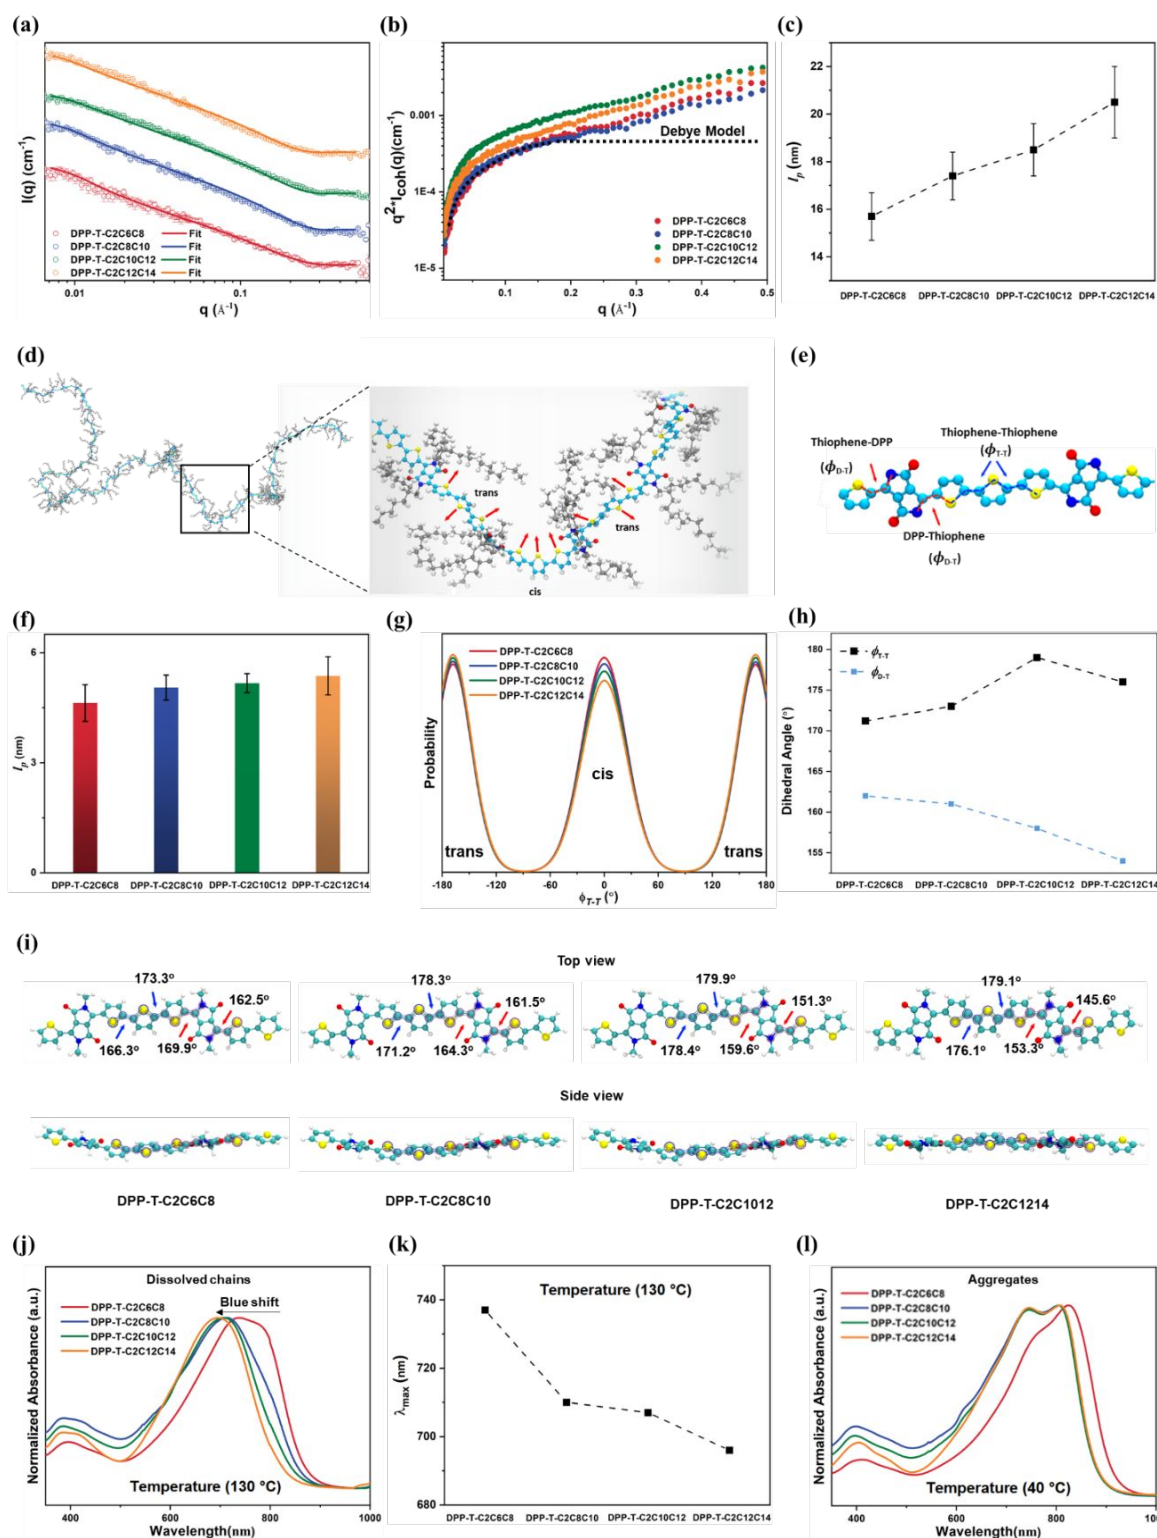 (a)
I(q) (cm⁻¹)
DPP-T-C2C6C8 Fit
DPP-T-C2C8C10 Fit
DPP-T-C2C10C12 Fit
DPP-T-C2C12C14 Fit
0.01 0.1
q (Å⁻¹)
(b)
q²*I_coh(q)(cm⁻¹)
0.001
1E-4
1E-5
Debye Model
DPP-T-C2C6C8
DPP-T-C2C8C10
DPP-T-C2C10C12
DPP-T-C2C12C14
0.1 0.2 0.3 0.4 0.5
q (Å⁻¹)
(c)
l_p (nm)
22
20
18
16
14
DPP-T-C2C6C8 DPP-T-C2C8C10 DPP-T-C2C10C12 DPP-T-C2C12C14
(d)
trans
trans
cis
(e)
Thiophene-DPP
(ϕ_D-T)
Thiophene-Thiophene
(ϕ_T-T)
DPP-Thiophene
(ϕ_D-T)
(f)
l_p (nm)
6
3
0
DPP-T-C2C6C8 DPP-T-C2C8C10 DPP-T-C2C10C12 DPP-T-C2C12C14
(g)
Probability
DPP-T-C2C6C8
DPP-T-C2C8C10
DPP-T-C2C10C12
DPP-T-C2C12C14
cis
trans trans
-180 -120 -60 0 60 120 180
ϕ_T-T (°)
(h)
Dihedral Angle (°)
ϕ_T-T
ϕ_D-T
180
175
170
165
160
155
DPP-T-C2C6C8 DPP-T-C2C8C10 DPP-T-C2C10C12 DPP-T-C2C12C14
(i)
Top view
173.3° 162.5° 166.3° 169.9°
178.3° 161.5° 171.2° 164.3°
179.9° 151.3° 178.4° 159.6°
179.1° 145.6° 176.1° 153.3°
Side view
DPP-T-C2C6C8 DPP-T-C2C8C10 DPP-T-C2C1012 DPP-T-C2C1214
(j)
Normalized Absorbance (a.u.)
Dissolved chains
Blue shift
DPP-T-C2C6C8
DPP-T-C2C8C10
DPP-T-C2C10C12
DPP-T-C2C12C14
Temperature (130 °C)
400 600 800 1000
Wavelength(nm)
(k)
λ_max (nm)
Temperature (130 °C)
740
720
700
680
DPP-T-C2C6C8 DPP-T-C2C8C10 DPP-T-C2C10C12 DPP-T-C2C12C14
(l)
Normalized Absorbance (a.u.)
Aggregates
DPP-T-C2C6C8
DPP-T-C2C8C10
DPP-T-C2C10C12
DPP-T-C2C12C14
Temperature (40 °C)
400 600 800 1000
Wavelength(nm)